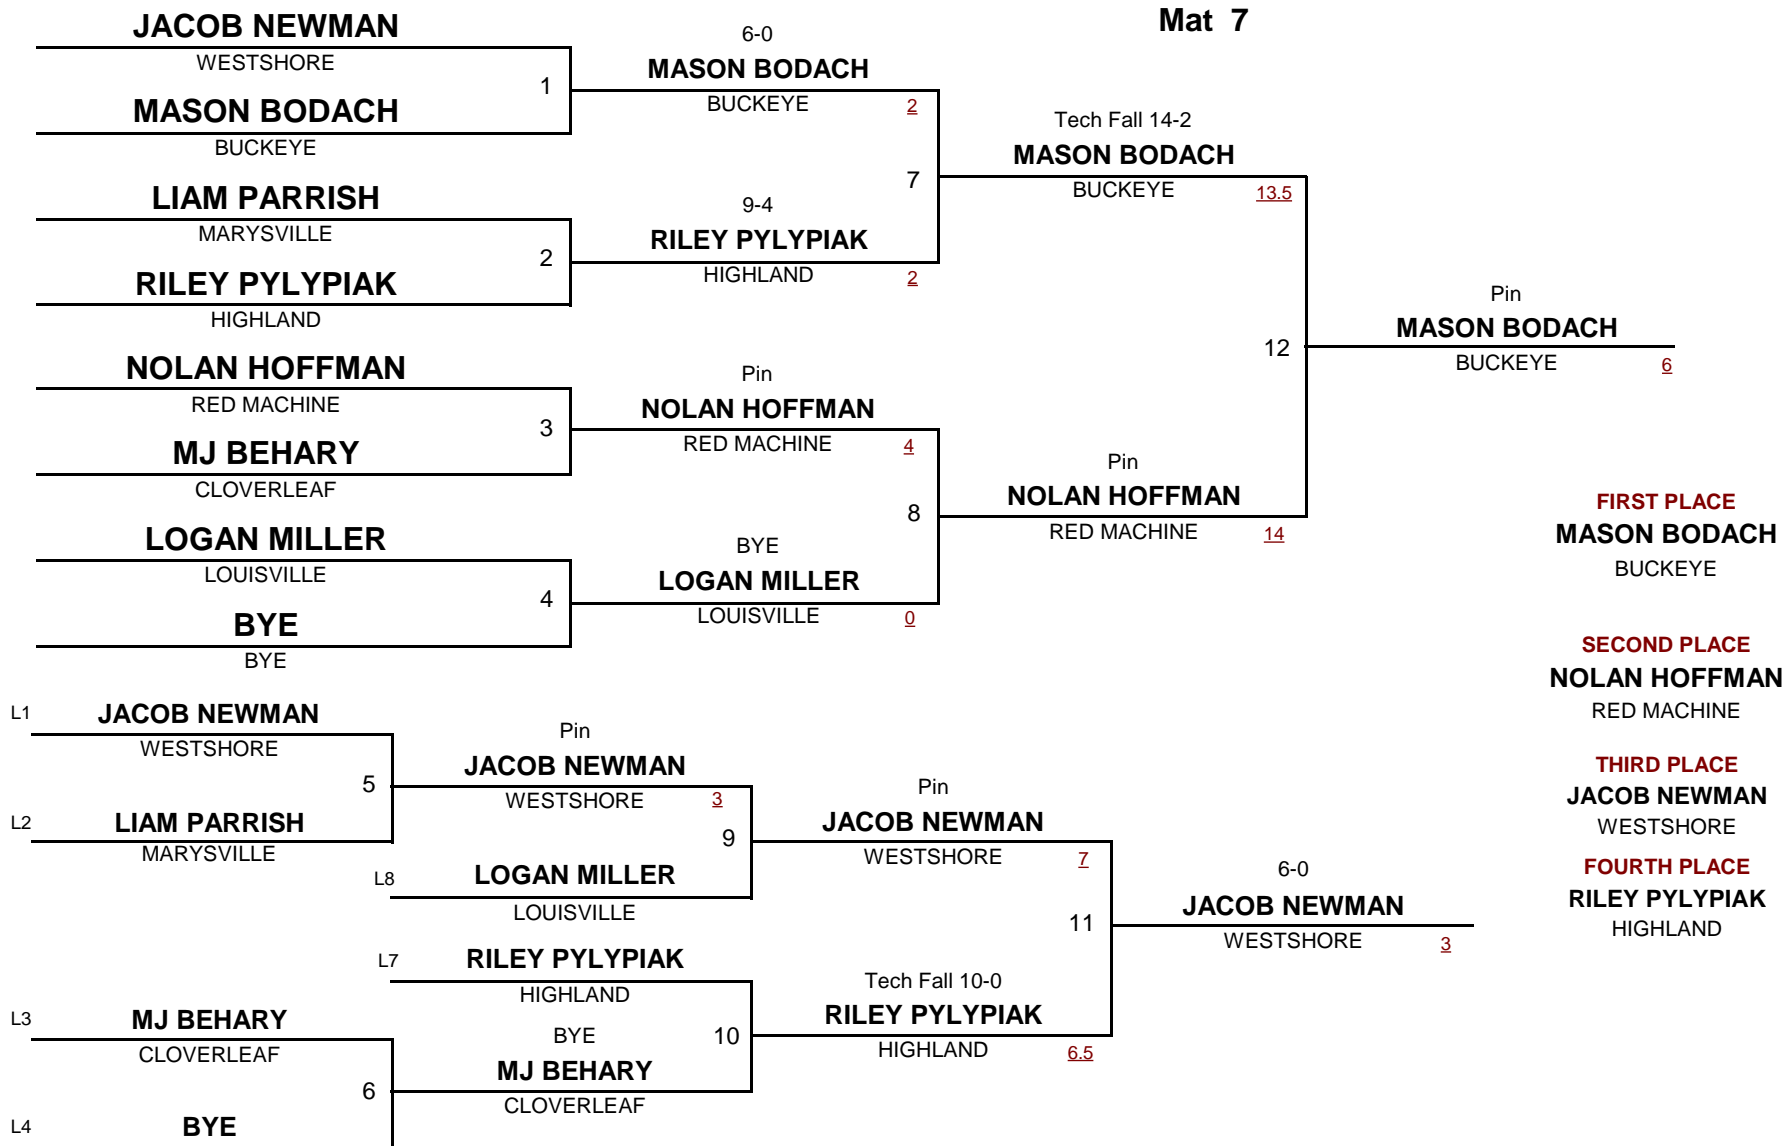 Mat 7
JACOB NEWMAN
WESTSHORE
1
MASON BODACH
BUCKEYE
LIAM PARRISH
MARYSVILLE
2
RILEY PYLYPIAK
HIGHLAND
NOLAN HOFFMAN
RED MACHINE
3
MJ BEHARY
CLOVERLEAF
LOGAN MILLER
LOUISVILLE
4
BYE
BYE
6-0
MASON BODACH
BUCKEYE 2
7
9-4
RILEY PYLYPIAK
HIGHLAND 2
Pin
NOLAN HOFFMAN
RED MACHINE 4
8
BYE
LOGAN MILLER
LOUISVILLE 0
Tech Fall 14-2
MASON BODACH
BUCKEYE 13.5
12
Pin
NOLAN HOFFMAN
RED MACHINE 14
Pin
MASON BODACH
BUCKEYE 6
FIRST PLACE
MASON BODACH
BUCKEYE
SECOND PLACE
NOLAN HOFFMAN
RED MACHINE
THIRD PLACE
JACOB NEWMAN
WESTSHORE
FOURTH PLACE
RILEY PYLYPIAK
HIGHLAND
L1 JACOB NEWMAN
WESTSHORE
5
L2 LIAM PARRISH
MARYSVILLE
L3 MJ BEHARY
CLOVERLEAF
6
L4 BYE
Pin
JACOB NEWMAN
WESTSHORE 3
9
L8 LOGAN MILLER
LOUISVILLE
L7 RILEY PYLYPIAK
HIGHLAND
10
BYE
MJ BEHARY
CLOVERLEAF
Pin
JACOB NEWMAN
WESTSHORE 7
11
Tech Fall 10-0
RILEY PYLYPIAK
HIGHLAND 6.5
6-0
JACOB NEWMAN
WESTSHORE 3